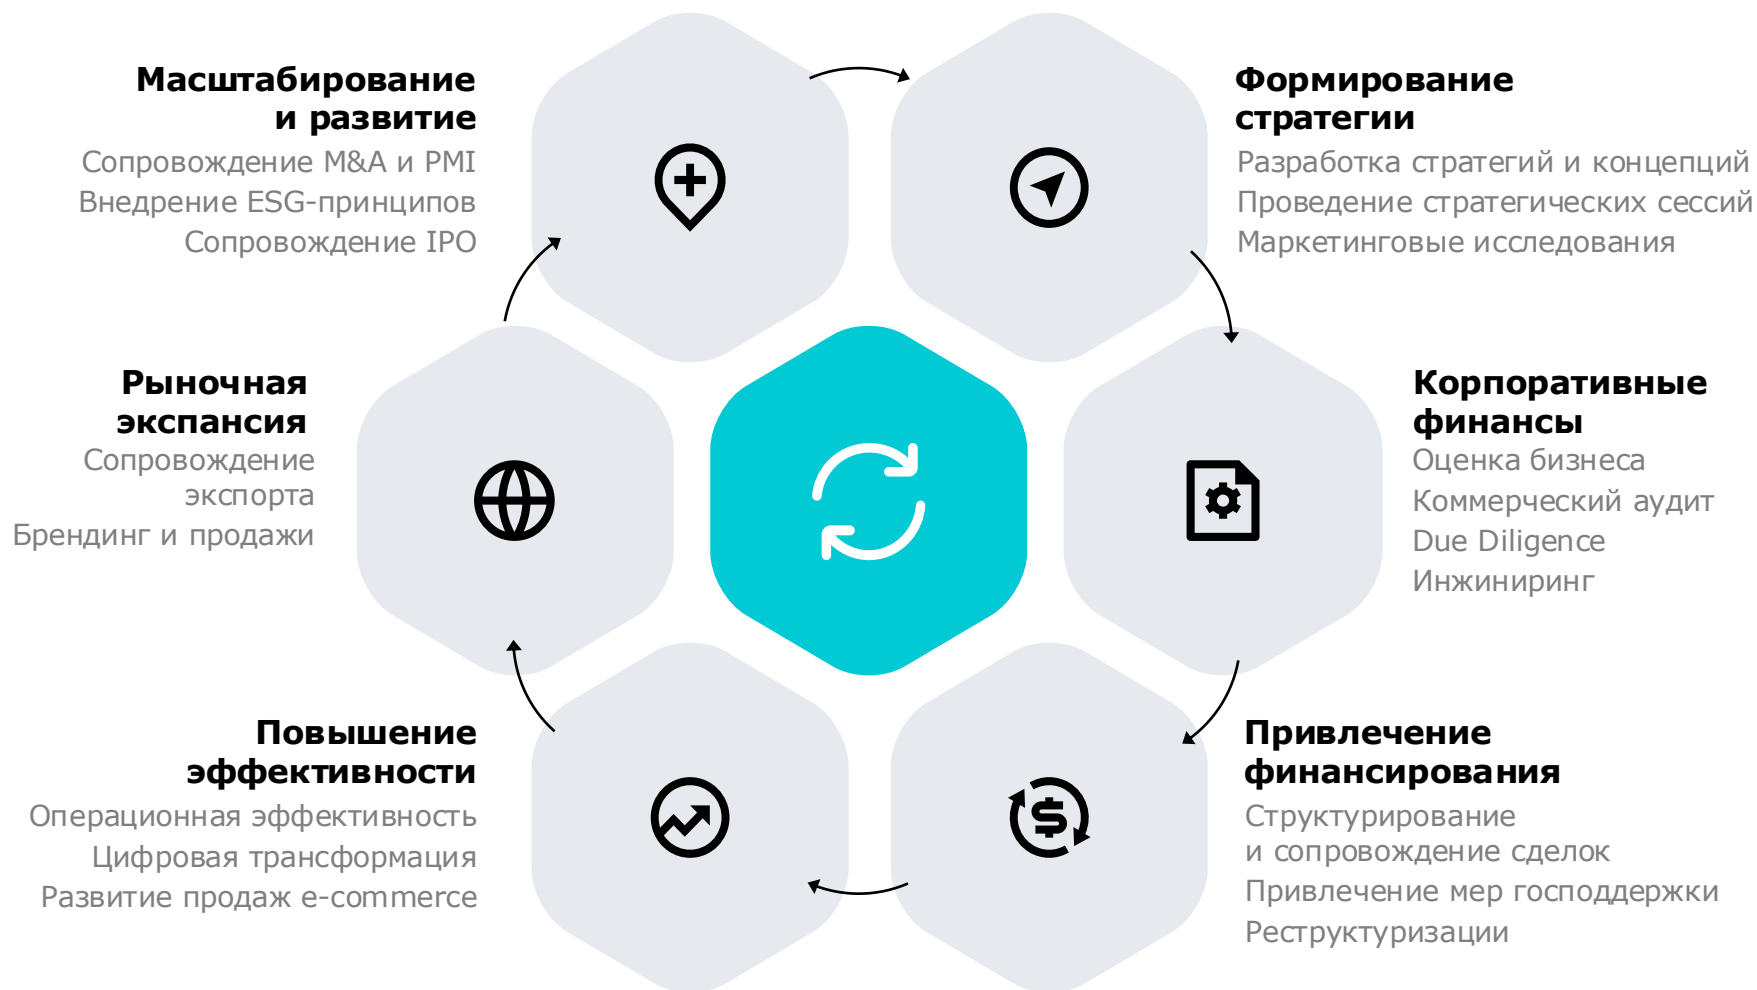 Масштабирование
и развитие
Сопровождение M&A и PMI
Внедрение ESG-принципов
Сопровождение IPO
Формирование
стратегии
Разработка стратегий и концепций
Проведение стратегических сессий
Маркетинговые исследования
Рыночная
экспансия
Сопровождение
экспорта
Брендинг и продажи
Корпоративные
финансы
Оценка бизнеса
Коммерческий аудит
Due Diligence
Инжиниринг
Повышение
эффективности
Операционная эффективность
Цифровая трансформация
Развитие продаж e-commerce
Привлечение
финансирования
Структурирование
и сопровождение сделок
Привлечение мер господдержки
Реструктуризации